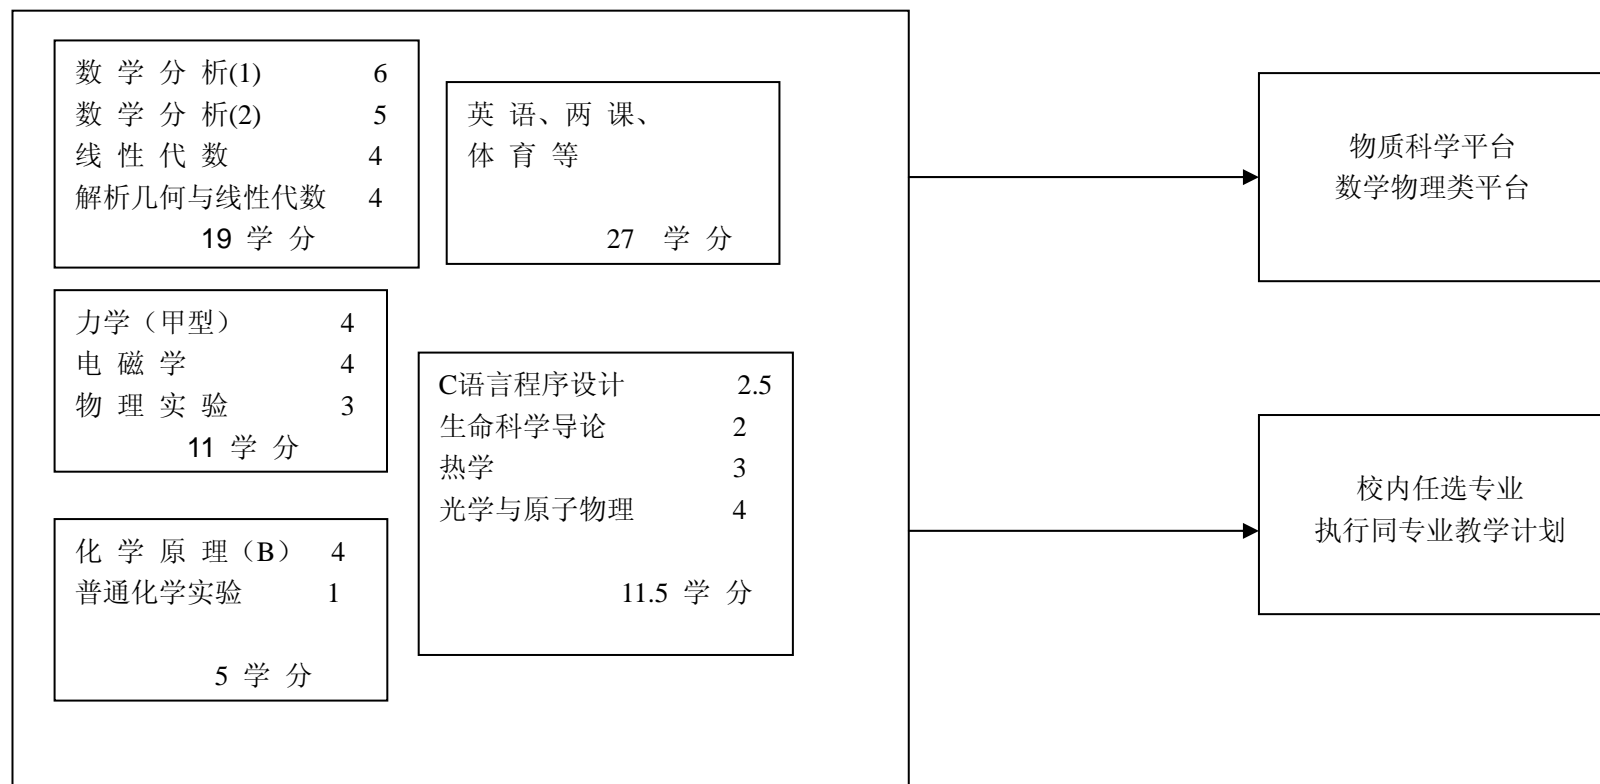 数 学 分 析(1) 6
数 学 分 析(2) 5
线 性 代 数 4
解析几何与线性代数 4
19 学 分
英 语、两 课、
体 育 等
27 学 分
力学（甲型） 4
电 磁 学 4
物 理 实 验 3
11 学 分
C语言程序设计 2.5
生命科学导论 2
热学 3
光学与原子物理 4
11.5 学 分
化 学 原 理（B） 4
普通化学实验 1
5 学 分
物质科学平台
数学物理类平台
校内任选专业
执行同专业教学计划